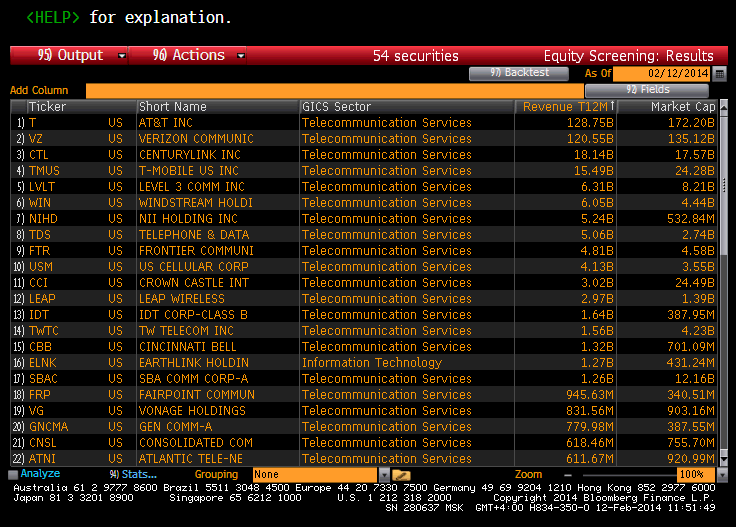 <HELP> for explanation.
95) Output 96) Actions 54 securities Equity Screening: Results
97) Backtest As Of 02/12/2014
Add Column 92) Fields
Ticker Short Name GICS Sector Revenue T12M↑ Market Cap
1) T US AT&T INC Telecommunication Services 128.75B 172.20B
2) VZ US VERIZON COMMUNIC Telecommunication Services 120.55B 135.12B
3) CTL US CENTURYLINK INC Telecommunication Services 18.14B 17.57B
4) TMUS US T-MOBILE US INC Telecommunication Services 15.49B 24.28B
5) LVLT US LEVEL 3 COMM INC Telecommunication Services 6.31B 8.21B
6) WIN US WINDSTREAM HOLDI Telecommunication Services 6.05B 4.44B
7) NIHD US NII HOLDING INC Telecommunication Services 5.24B 532.84M
8) TDS US TELEPHONE & DATA Telecommunication Services 5.06B 2.74B
9) FTR US FRONTIER COMMUNI Telecommunication Services 4.81B 4.58B
10) USM US US CELLULAR CORP Telecommunication Services 4.13B 3.55B
11) CCI US CROWN CASTLE INT Telecommunication Services 3.02B 24.49B
12) LEAP US LEAP WIRELESS Telecommunication Services 2.97B 1.39B
13) IDT US IDT CORP-CLASS B Telecommunication Services 1.64B 387.95M
14) TWTC US TW TELECOM INC Telecommunication Services 1.56B 4.23B
15) CBB US CINCINNATI BELL Telecommunication Services 1.32B 701.09M
16) ELNK US EARTHLINK HOLDIN Information Technology 1.27B 431.24M
17) SBAC US SBA COMM CORP-A Telecommunication Services 1.26B 12.16B
18) FRP US FAIRPOINT COMMUN Telecommunication Services 945.63M 340.51M
19) VG US VONAGE HOLDINGS Telecommunication Services 831.56M 903.16M
20) GNCMA US GEN COMM-A Telecommunication Services 779.98M 387.55M
21) CNSL US CONSOLIDATED COM Telecommunication Services 618.46M 755.70M
22) ATNI US ATLANTIC TELE-NE Telecommunication Services 611.67M 920.99M
Analyze 94) Stats... Grouping None Zoom 100%
Australia 61 2 9777 8600 Brazil 5511 3048 4500 Europe 44 20 7330 7500 Germany 49 69 9204 1210 Hong Kong 852 2977 6000
Japan 81 3 3201 8900 Singapore 65 6212 1000 U.S. 1 212 318 2000 Copyright 2014 Bloomberg Finance L.P.
SN 280637 MSK GMT+4:00 H834-350-0 12-Feb-2014 11:51:49